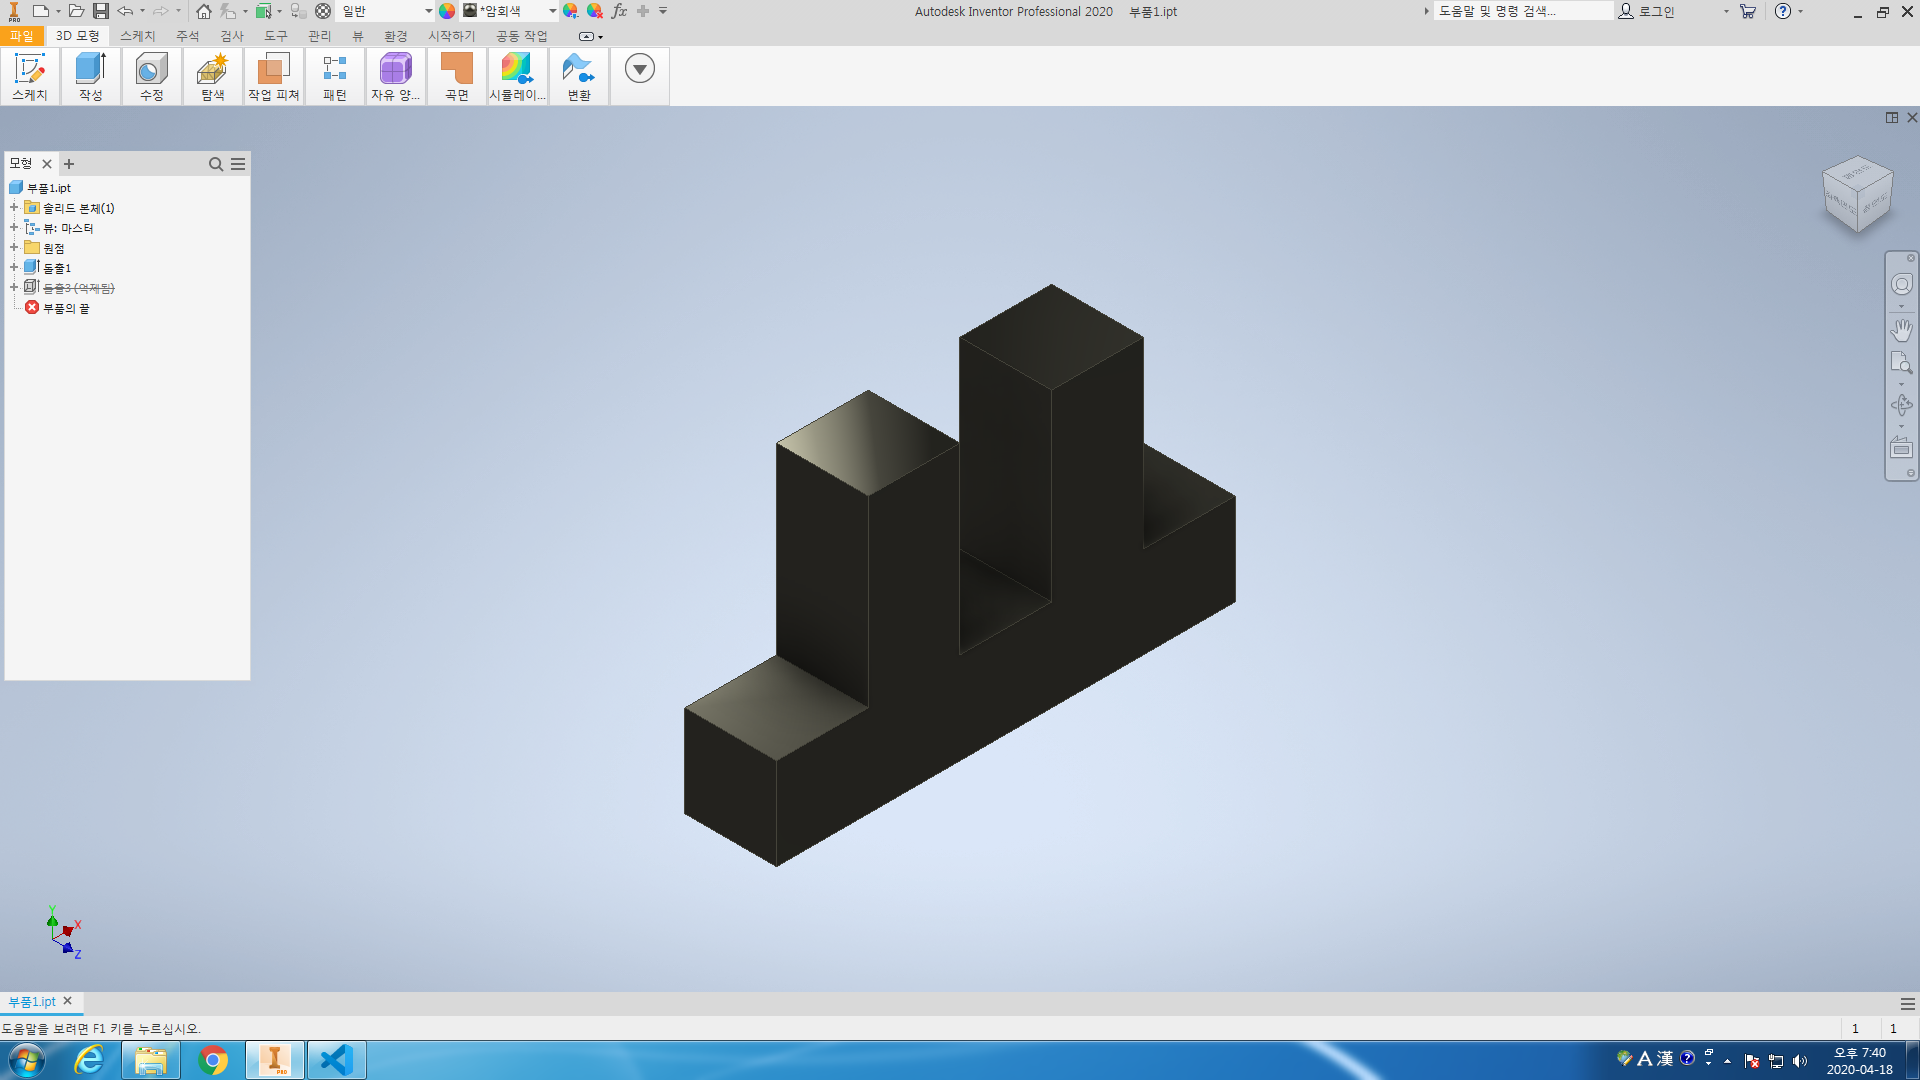 PRO 일반 *암회색 fx Autodesk Inventor Professional 2020 부품1.ipt 도움말 및 명령 검색... 로그인
파일 3D 모형 스케치 주석 검사 도구 관리 뷰 환경 시작하기 공동 작업
스케치 작성 수정 탐색 작업 피쳐 패턴 자유 양... 곡면 시뮬레이... 변환
모형
부품1.ipt
솔리드 본체(1)
뷰: 마스터
원점
돌출1
돌출3 (억제됨)
부품의 끝
Y
X
Z
부품1.ipt
도움말을 보려면 F1 키를 누르십시오. 1 1
PRO A 漢 오후 7:40
2020-04-18